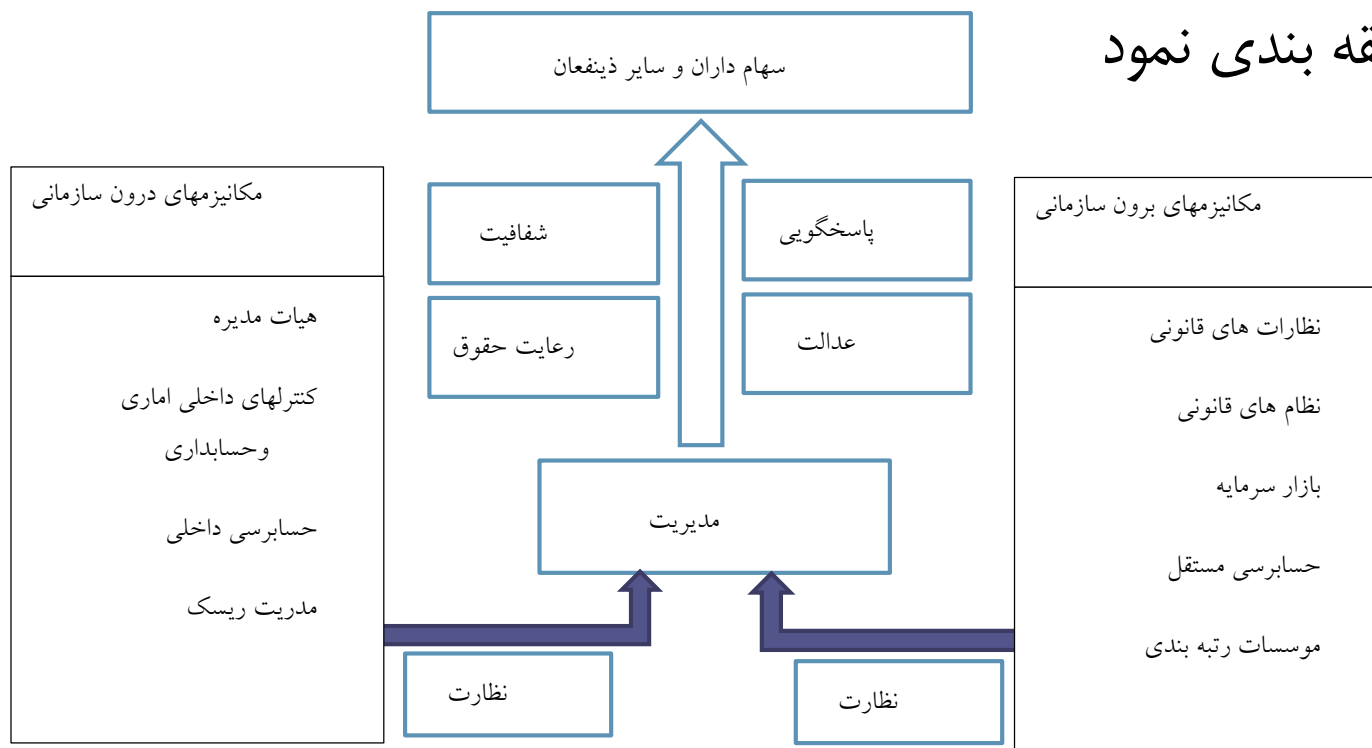 قه بندی نمود
سهام داران و سایر ذینفعان
مکانیزمهای برون سازمانی
نظارات های قانونی
نظام های قانونی
بازار سرمایه
حسابرسی مستقل
موسسات رتبه بندی
پاسخگویی
شفافیت
عدالت
رعایت حقوق
مدیریت
نظارت
نظارت
مکانیزمهای درون سازمانی
هیات مدیره
کنترلهای داخلی اماری
وحسابداری
حسابرسی داخلی
مدریت ریسک